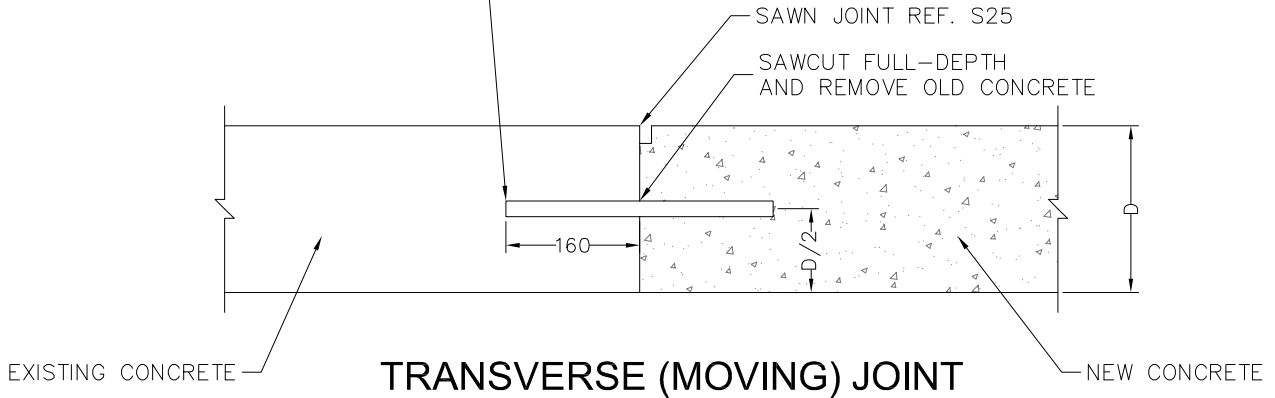 SAWN JOINT REF. S25
SAWCUT FULL-DEPTH
AND REMOVE OLD CONCRETE
160
D/2
D
EXISTING CONCRETE
TRANSVERSE (MOVING) JOINT
NEW CONCRETE